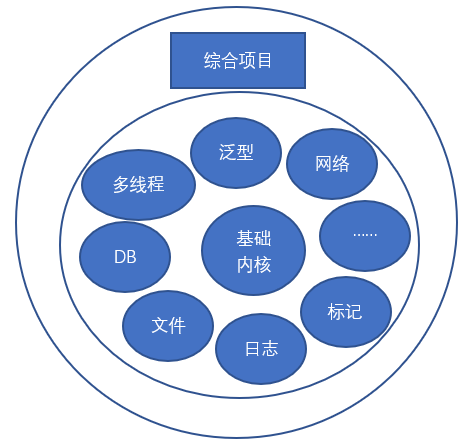 综合项目
泛型
网络
多线程
……
基础
内核
DB
标记
文件
日志